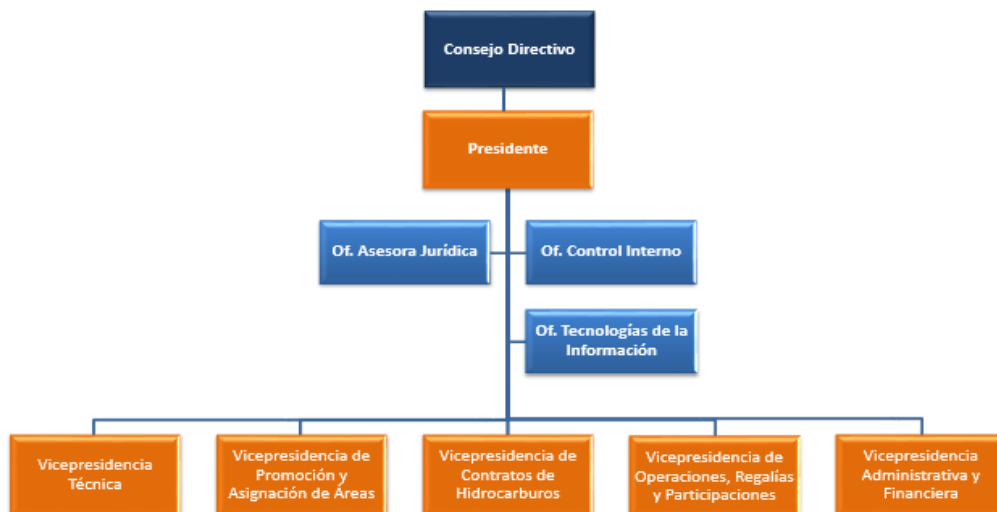 Consejo Directivo
Presidente
Of. Asesora Jurídica
Of. Control Interno
Of. Tecnologías de la
Información
Vicepresidencia
Técnica
Vicepresidencia de
Promoción y
Asignación de Áreas
Vicepresidencia de
Contratos de
Hidrocarburos
Vicepresidencia de
Operaciones, Regalías
y Participaciones
Vicepresidencia
Administrativa y
Financiera